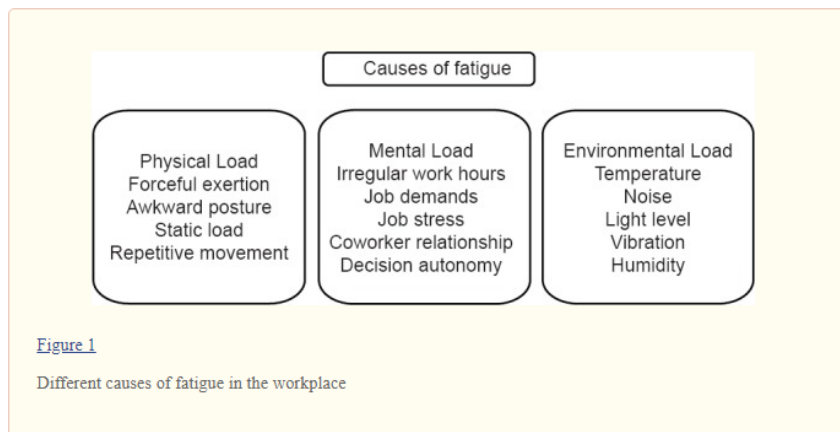 Causes of fatigue
Physical Load
Forceful exertion
Awkward posture
Static load
Repetitive movement
Mental Load
Irregular work hours
Job demands
Job stress
Coworker relationship
Decision autonomy
Environmental Load
Temperature
Noise
Light level
Vibration
Humidity
Figure 1
Different causes of fatigue in the workplace